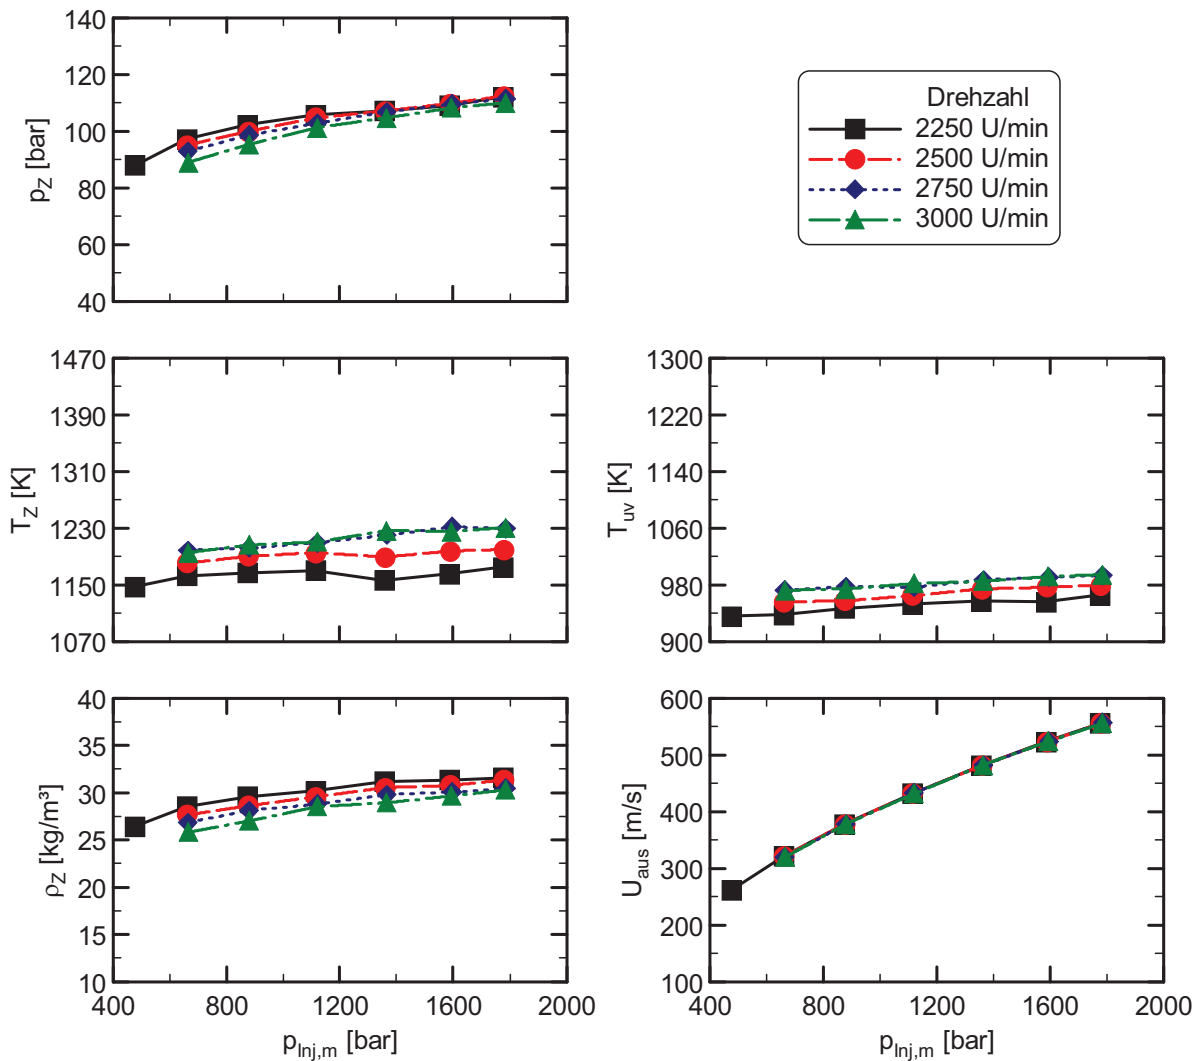 140
120
100
80
60
40
p_Z [bar]
Drehzahl
2250 U/min
2500 U/min
2750 U/min
3000 U/min
1470
1390
1310
1230
1150
1070
T_Z [K]
1300
1220
1140
1060
980
900
T_uv [K]
40
35
30
25
20
15
10
ρ_Z [kg/m³]
400 800 1200 1600 2000
p_Inj,m [bar]
600
500
400
300
200
100
U_aus [m/s]
400 800 1200 1600 2000
p_Inj,m [bar]